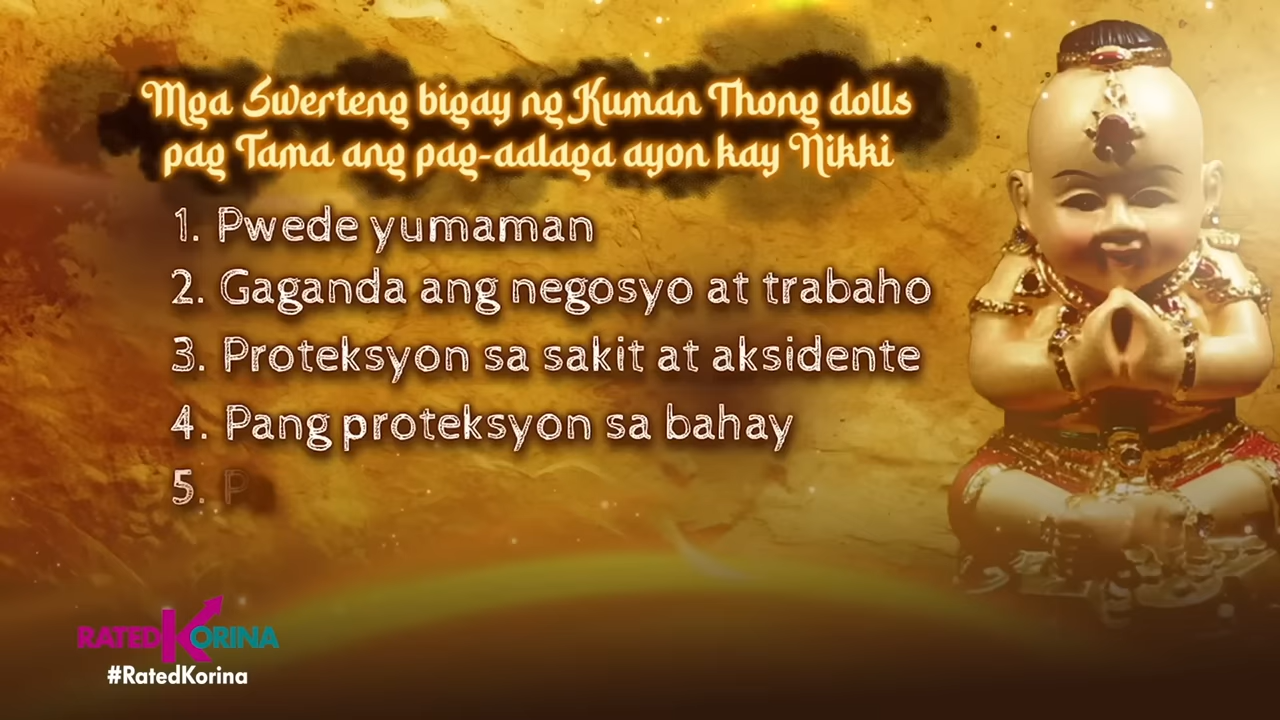 Mga Swerteng bigay ng Kuman Thong dolls
pag Tama ang pag-aalaga ayon kay Nikki
1. Pwede yumaman
2. Gaganda ang negosyo at trabaho
3. Proteksyon sa sakit at aksidente
4. Pang proteksyon sa bahay
5. P
RATED KORINA
#RatedKorina